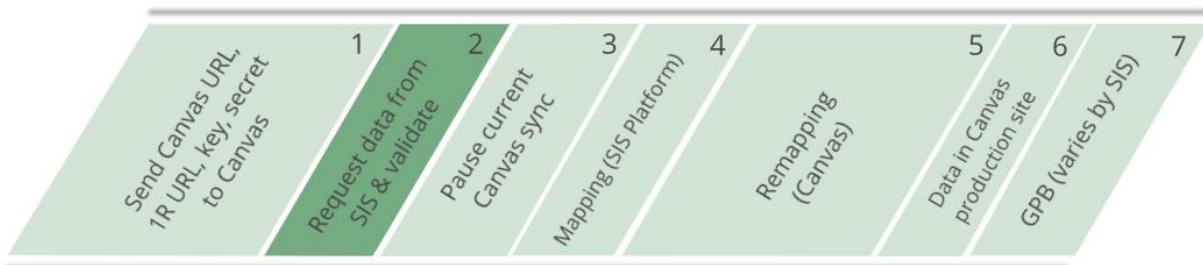 1
Send Canvas URL,
1R URL, key, secret
to Canvas
2
Request data from
SIS & validate
3
Pause current
Canvas sync
4
Mapping (SIS Platform)
5
Remapping
(Canvas)
6
Data in Canvas
production site
7
GPB (varies by SIS)